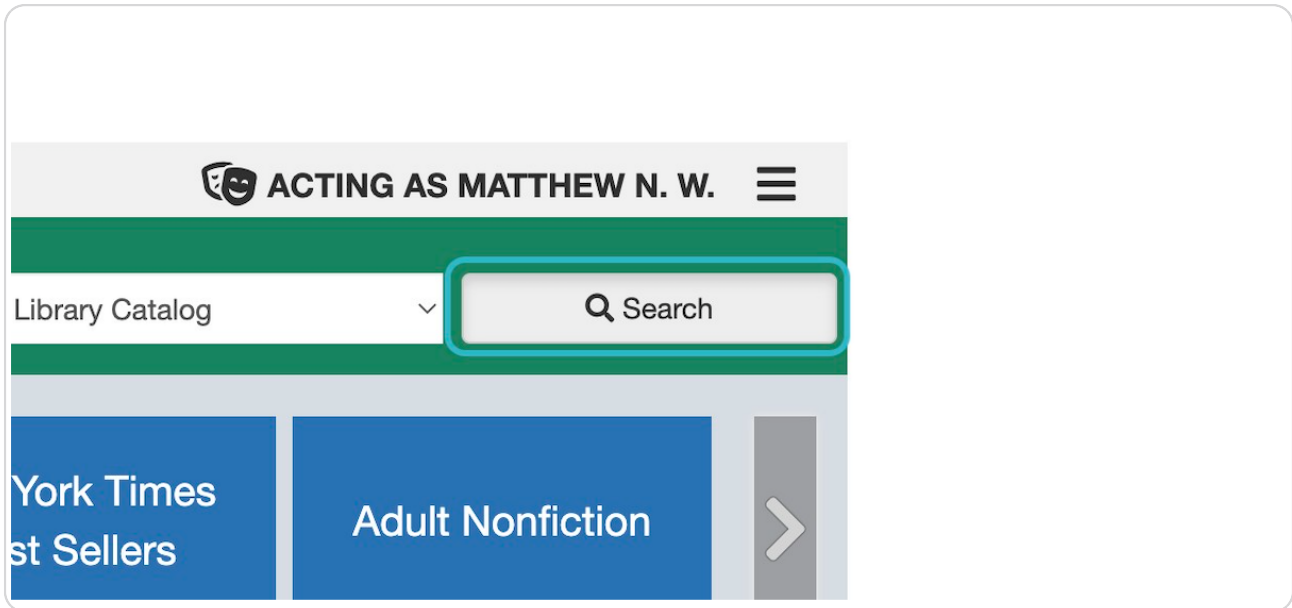 ACTING AS MATTHEW N. W.
Library Catalog
Search
York Times
st Sellers
Adult Nonfiction